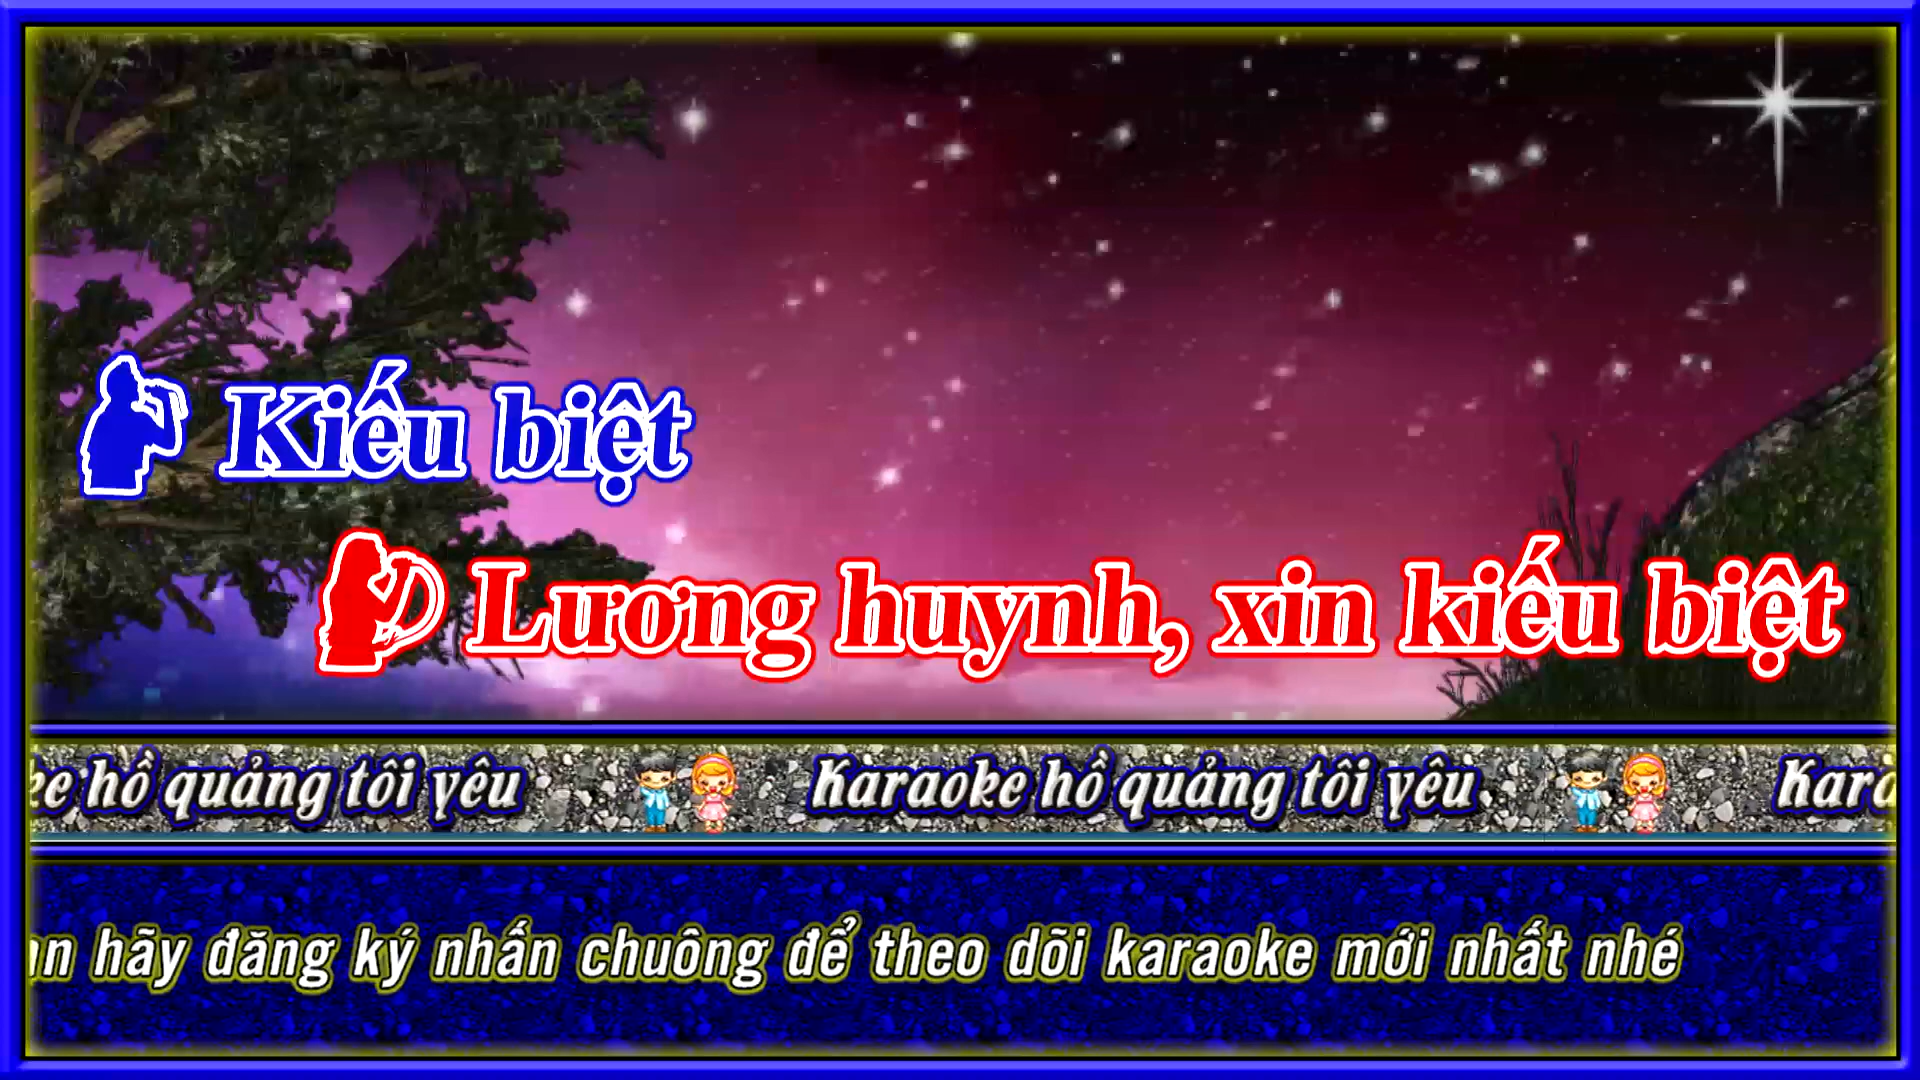 Kiếu biệt
Lương huynh, xin kiếu biệt
hồ quảng tôi yêu Karaoke hồ quảng tôi yêu
hãy đăng ký nhấn chuông để theo dõi karaoke mới nhất nhé